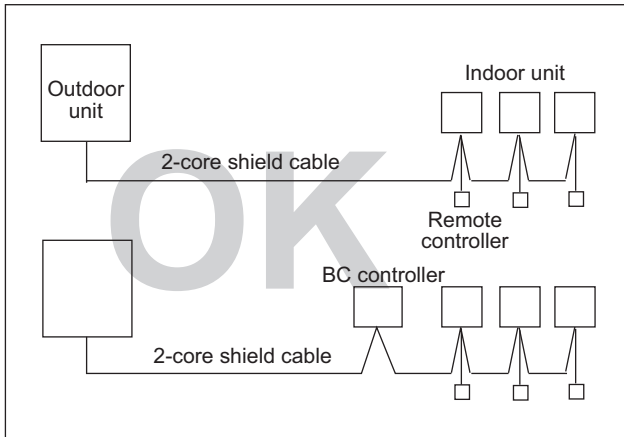 Outdoor
unit
Indoor unit
2-core shield cable
Remote
controller
OK
BC controller
2-core shield cable